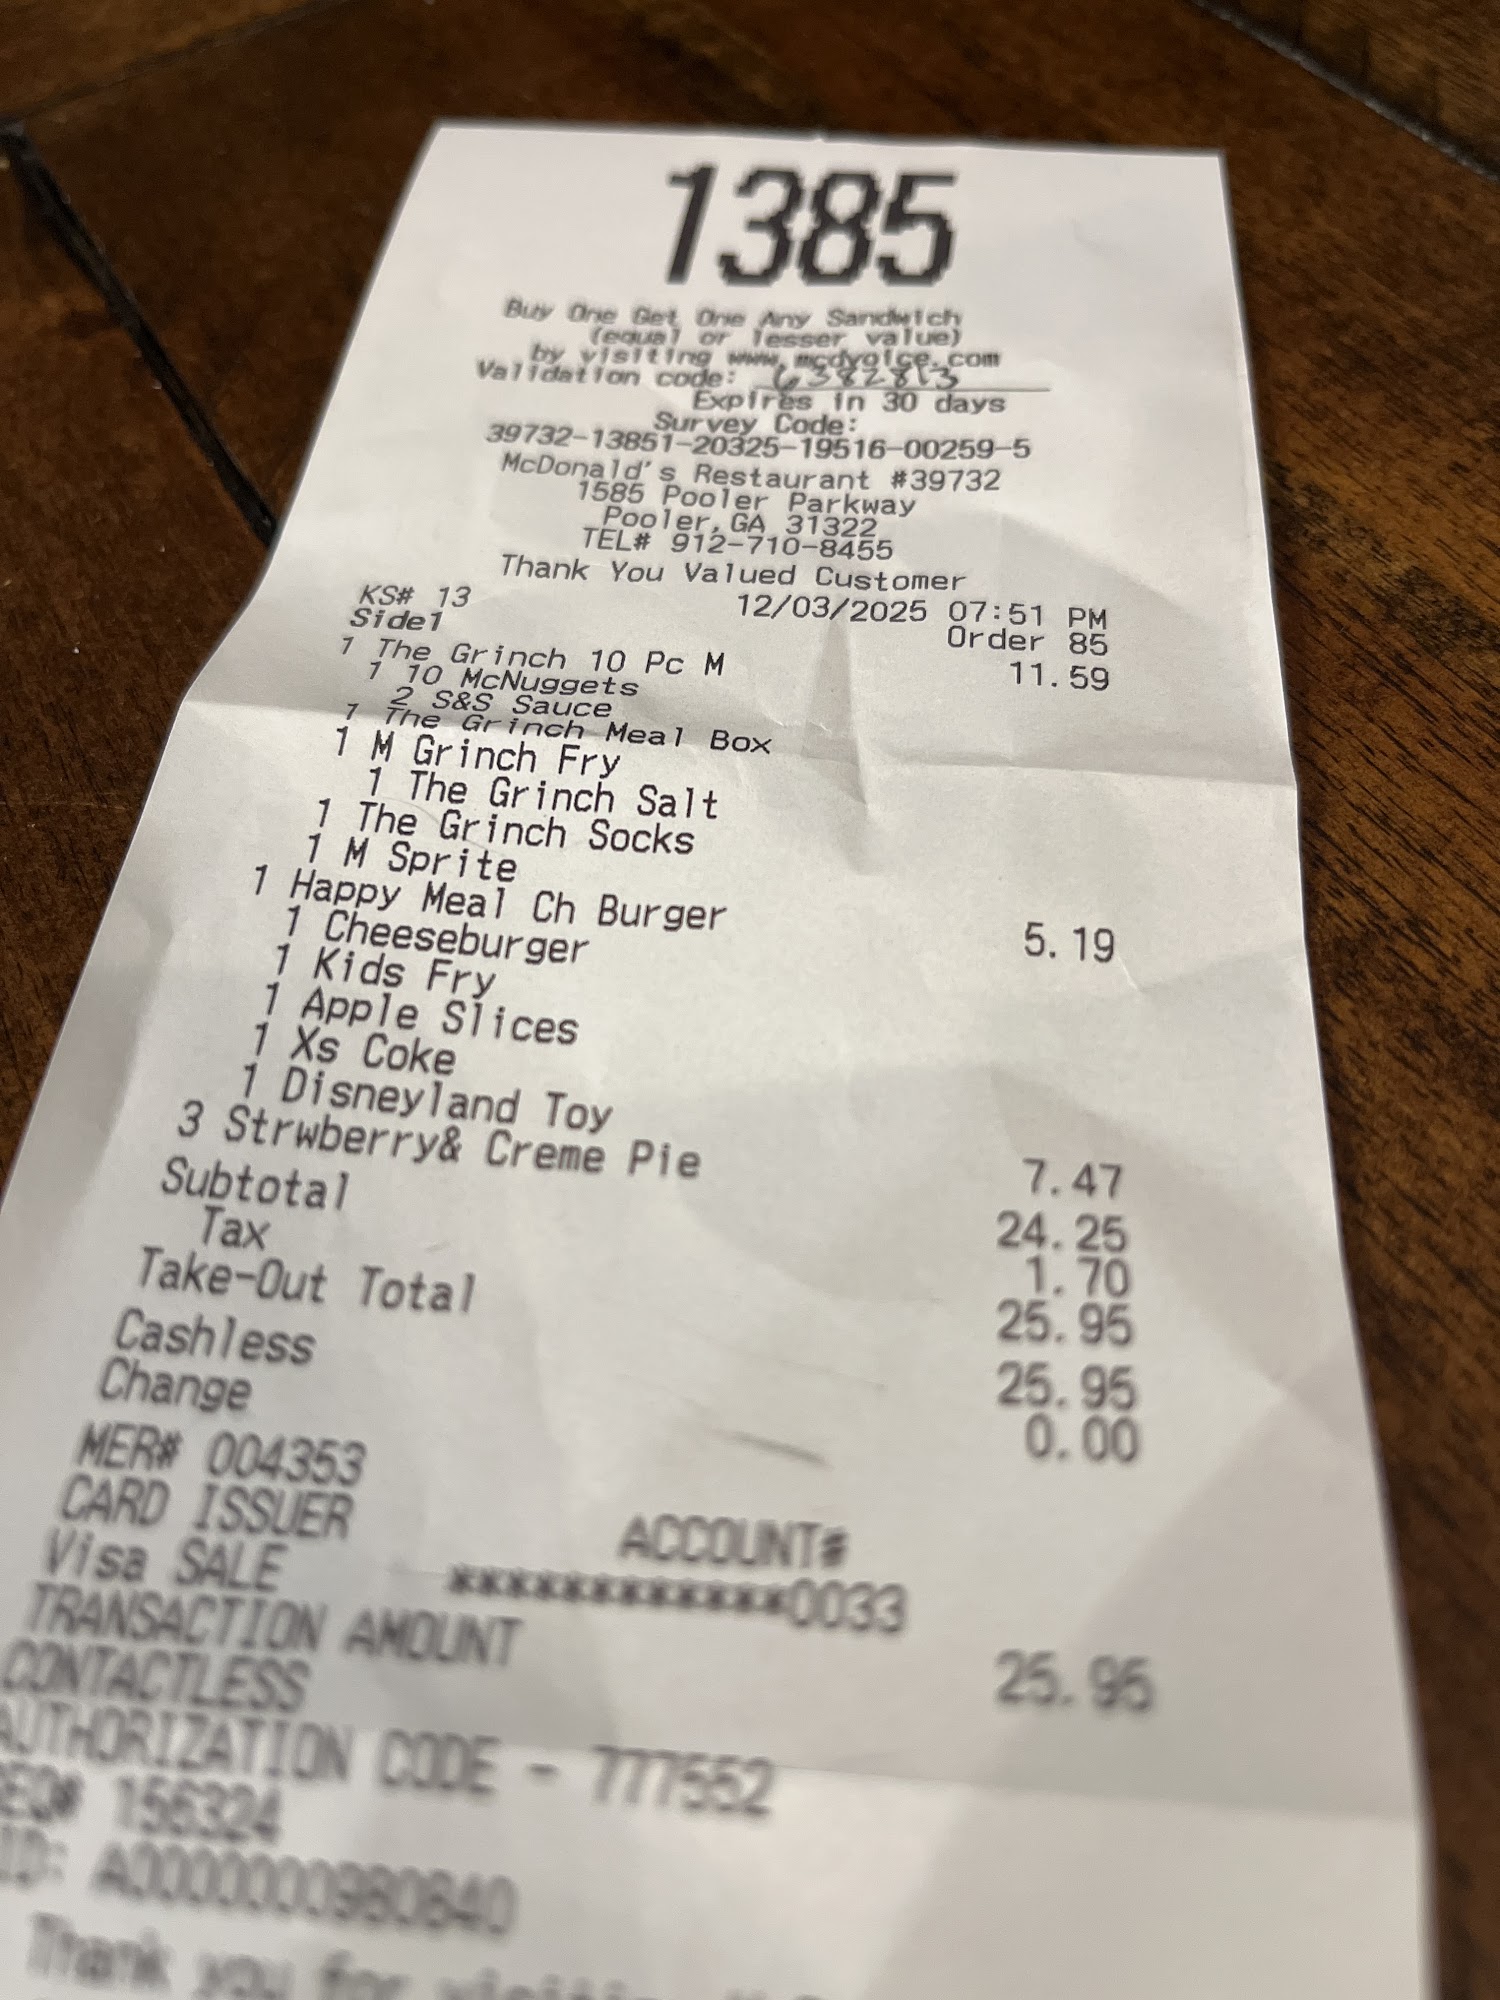 1385
Buy One Get One Any Sandwich
(equal or lesser value)
by visiting www.mcdvoice.com
Validation code: 6382813
Expires in 30 days
Survey Code:
39732-13851-20325-19516-00259-5
McDonald's Restaurant #39732
1585 Pooler Parkway
Pooler,GA 31322
TEL# 912-710-8455
Thank You Valued Customer
KS# 13 12/03/2025 07:51 PM
Side1 Order 85
1 The Grinch 10 Pc M 11.59
1 10 McNuggets
2 S&S Sauce
1 The Grinch Meal Box
1 M Grinch Fry
1 The Grinch Salt
1 The Grinch Socks
1 M Sprite
1 Happy Meal Ch Burger 5.19
1 Cheeseburger
1 Kids Fry
1 Apple Slices
1 Xs Coke
1 Disneyland Toy
3 Strwberry& Creme Pie 7.47
Subtotal 24.25
Tax 1.70
Take-Out Total 25.95
Cashless 25.95
Change 0.00
MER# 004353
CARD ISSUER ACCOUNT#
Visa SALE ************0033
TRANSACTION AMOUNT 25.95
CONTACTLESS
AUTHORIZATION CODE - 777552
EQ# 156324
ID: A0000000980840
Thank you for